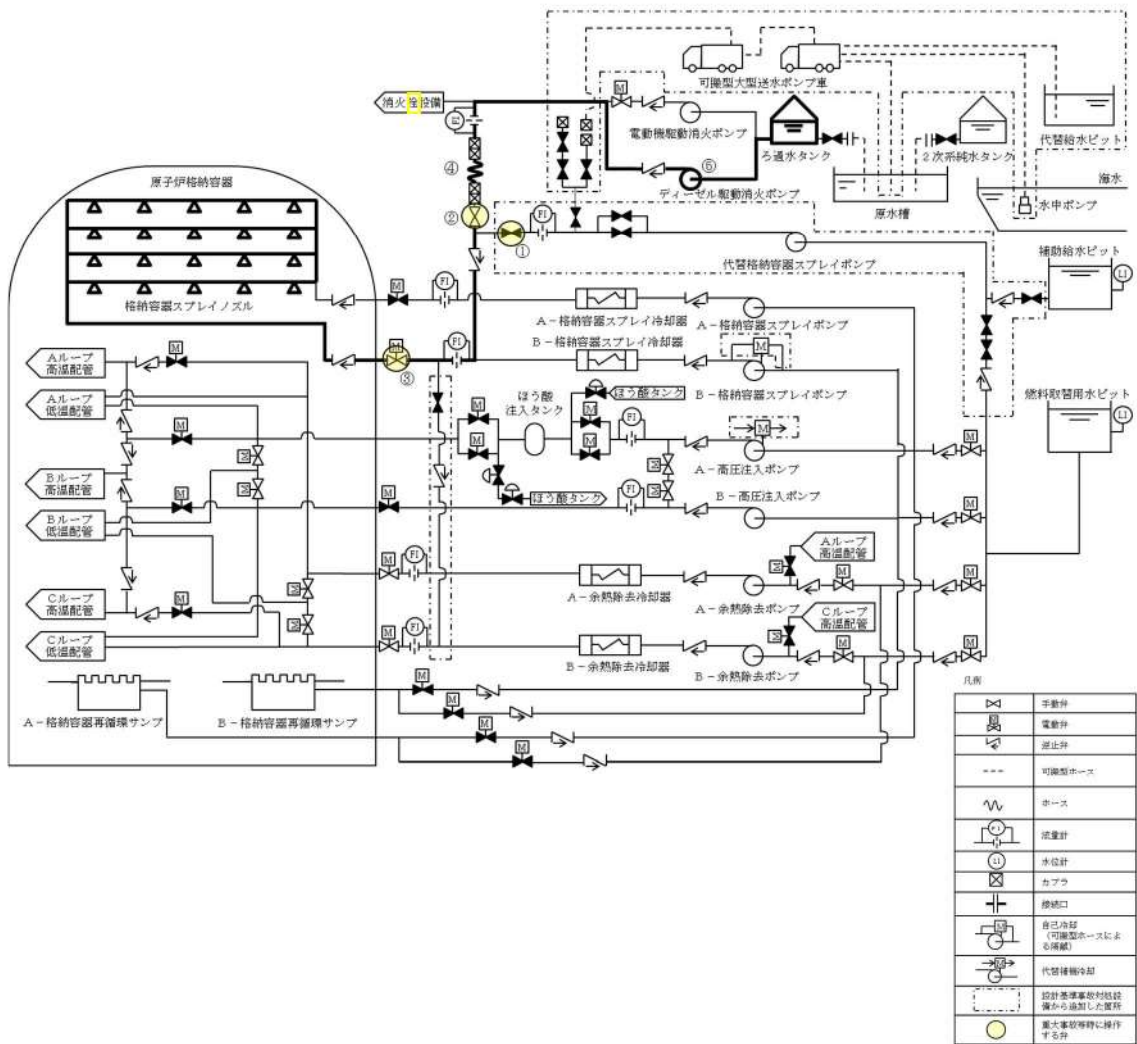 可搬型大型送水ポンプ車
消火栓設備
FI
M
電動機駆動消火ポンプ
ろ過水タンク
2次系純水タンク
代替給水ピット
海水
④
⑥
ディーゼル駆動消火ポンプ
原水槽
水中ポンプ
原子炉格納容器
②
①
FI
代替格納容器スプレイポンプ
補助給水ピット
LI
格納容器スプレイノズル
M
FI
A-格納容器スプレイ冷却器
A-格納容器スプレイポンプ
B-格納容器スプレイ冷却器
M
M
FI
③
B-格納容器スプレイポンプ
Aループ
高温配管
M
Aループ
低温配管
ほう酸
注入タンク
ほう酸タンク
燃料取替用水ピット
LI
M
M
M
M
M
FI
M
A-高圧注入ポンプ
M
M
M
Bループ
高温配管
M
M
ほう酸タンク
B-高圧注入ポンプ
Bループ
低温配管
M
FI
M
M
Aループ
高温配管
M
FI
M
M
M
Cループ
高温配管
M
M
A-余熱除去冷却器
A-余熱除去ポンプ
Cループ
高温配管
Cループ
低温配管
M
M
FI
M
M
M
B-余熱除去冷却器
B-余熱除去ポンプ
A-格納容器再循環サンプ
B-格納容器再循環サンプ
M
M
M
M
凡例
手動弁
M
電動弁
逆止弁
可搬型ホース
ホース
FI
流量計
LI
水位計
カプラ
接続口
M
自己冷却
(可搬型ホースによ
る隔離)
M
代替補機冷却
設計基準事故対処設
備から追加した箇所
重大事故等時に操作
する弁